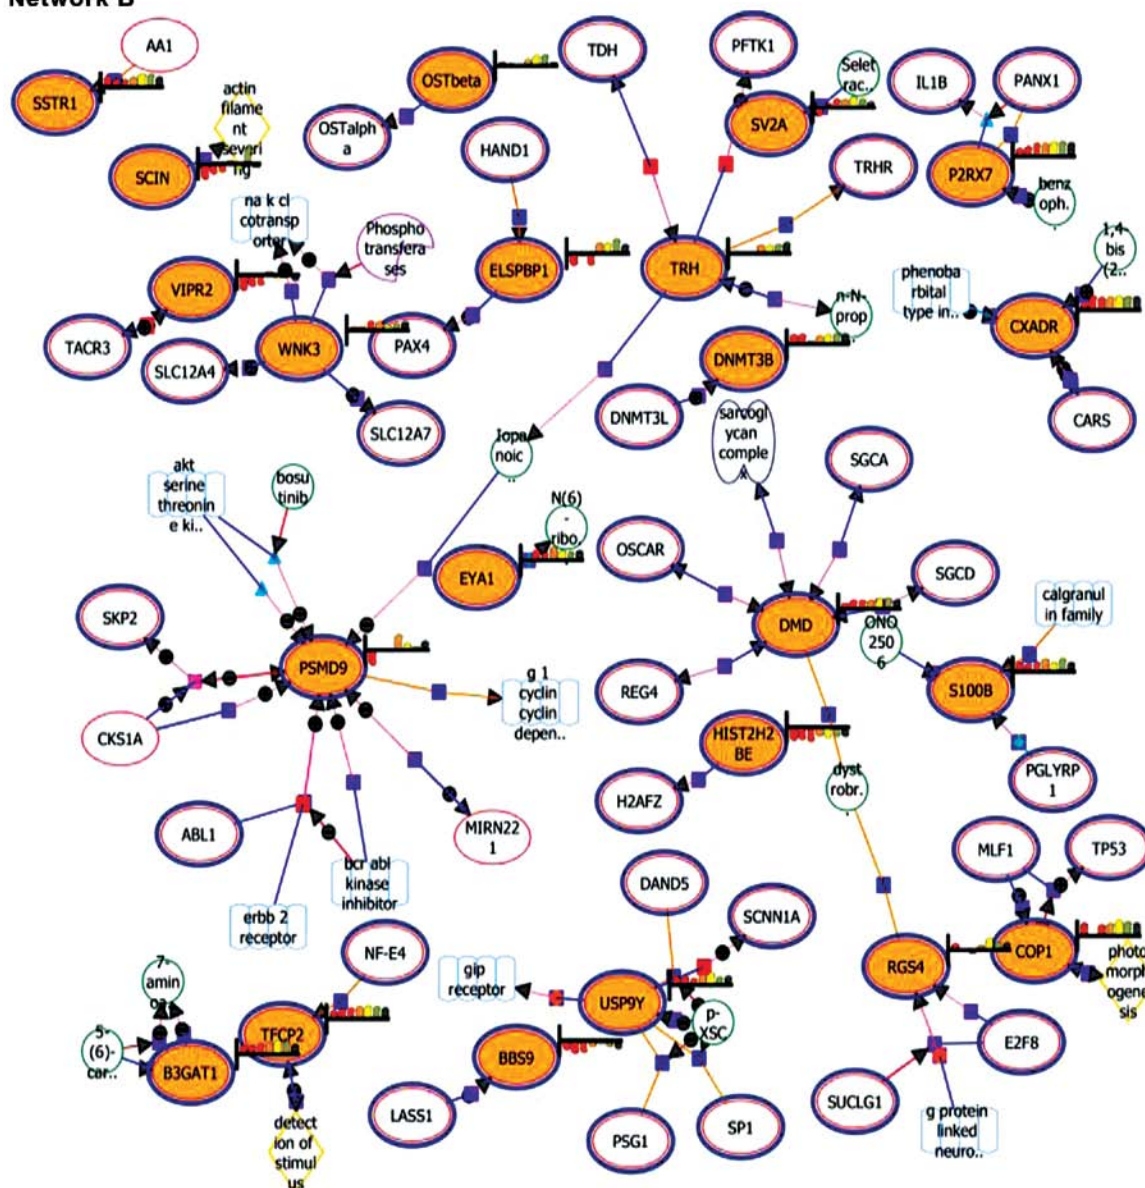 Network B
AA1
SSTR1
actin
filame
nt
severi
ng
SCIN
OSTbeta
OSTalph
a
TDH
PFTK1
Selet
rac..
SV2A
IL1B
PANX1
P2RX7
benz
oph.
.
HAND1
TRHR
na k cl
cotransp
orter
Phospho
transfera
ses
VIPR2
TACR3
WNK3
SLC12A4
SLC12A7
ELSPBP1
PAX4
TRH
n-N-
prop
.
1,4-
bis
(2..
phenoba
rbital
type in..
CXADR
CARS
DNMT3B
DNMT3L
Iopa
noic
..
sarcogl
ycan
comple
x
SGCA
akt
serine
threonin
e ki..
bosu
tinib
N(6)
-
ribo.
.
EYA1
OSCAR
SGCD
DMD
ONO
250
6
calgranul
in family
SKP2
PSMD9
CKS1A
g 1
cyclin
cyclin
depen..
REG4
S100B
HIST2H2
BE
H2AFZ
dyst
robr.
.
PGLYRP
1
ABL1
MIRN22
1
bcr abl
kinase
inhibitor
erbb 2
receptor
MLF1
TP53
DAND5
SCNN1A
COP1
photo
morph
ogene
sis
RGS4
NF-E4
7-
amin
o..
gip
receptor
USP9Y
p-
XSC
5-
(6)-
car..
TFCP2
B3GAT1
BBS9
E2F8
LASS1
PSG1
SP1
SUCLG1
g protein
linked
neuro..
detect
ion of
stimul
us